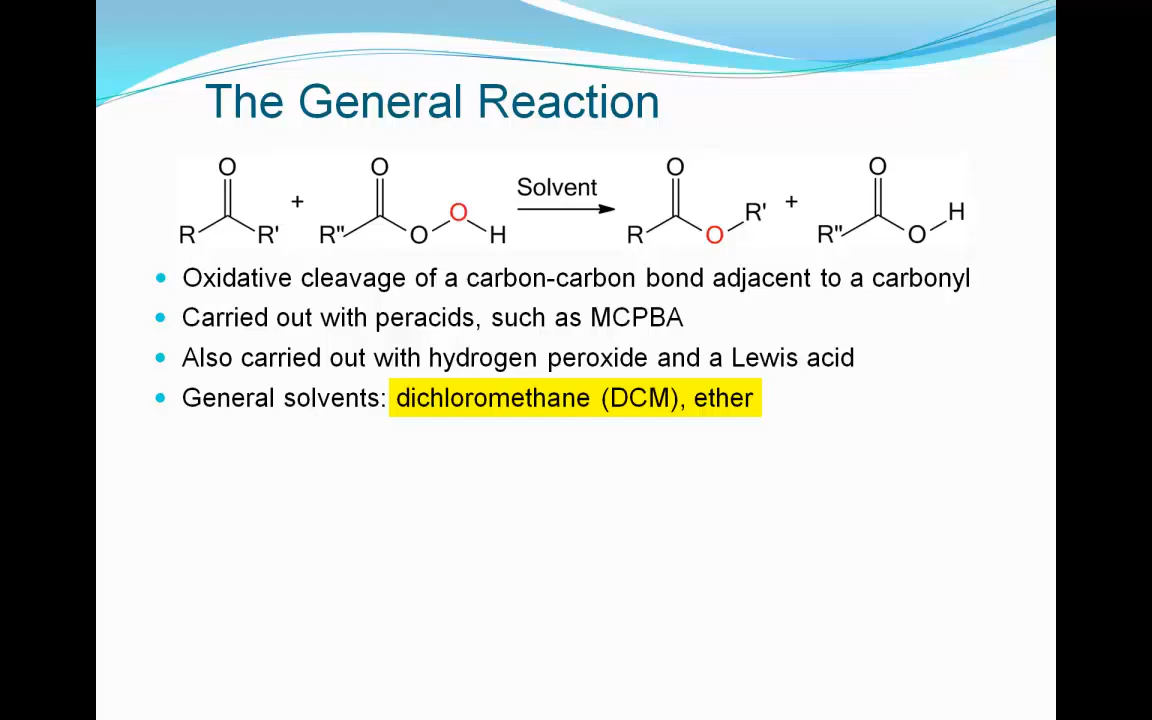 The General Reaction
O O Solvent O O
R R' + R" O O H R O R' + R" O H
Oxidative cleavage of a carbon-carbon bond adjacent to a carbonyl
Carried out with peracids, such as MCPBA
Also carried out with hydrogen peroxide and a Lewis acid
General solvents: dichloromethane (DCM), ether